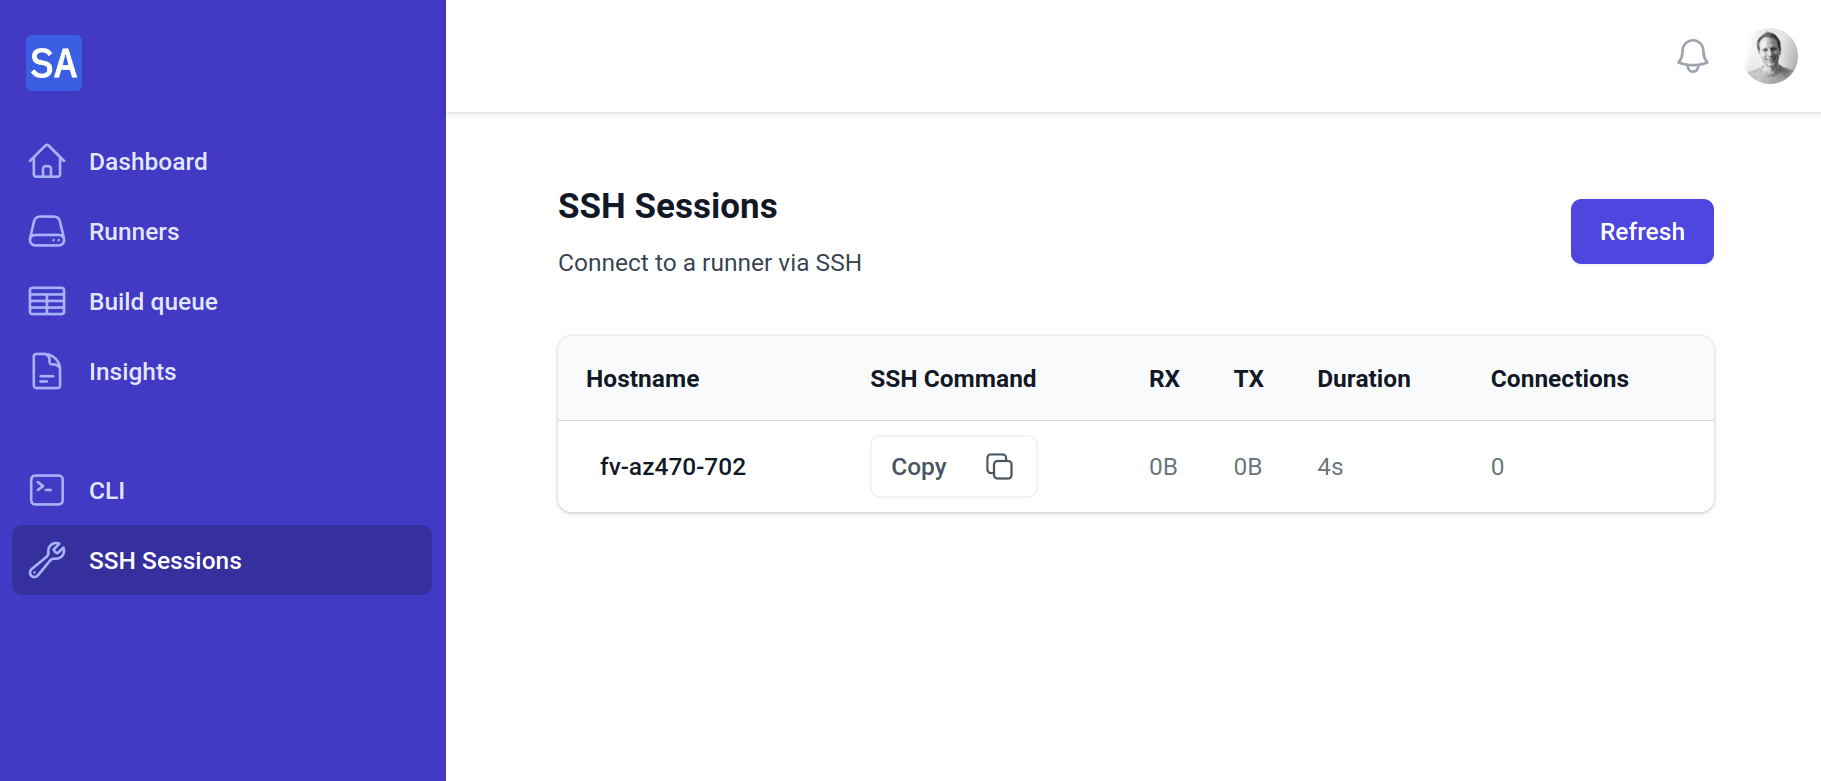 SA
Dashboard
Runners
Build queue
Insights
CLI
SSH Sessions
SSH Sessions
Connect to a runner via SSH
Refresh
Hostname SSH Command RX TX Duration Connections
fv-az470-702 Copy 0B 0B 4s 0